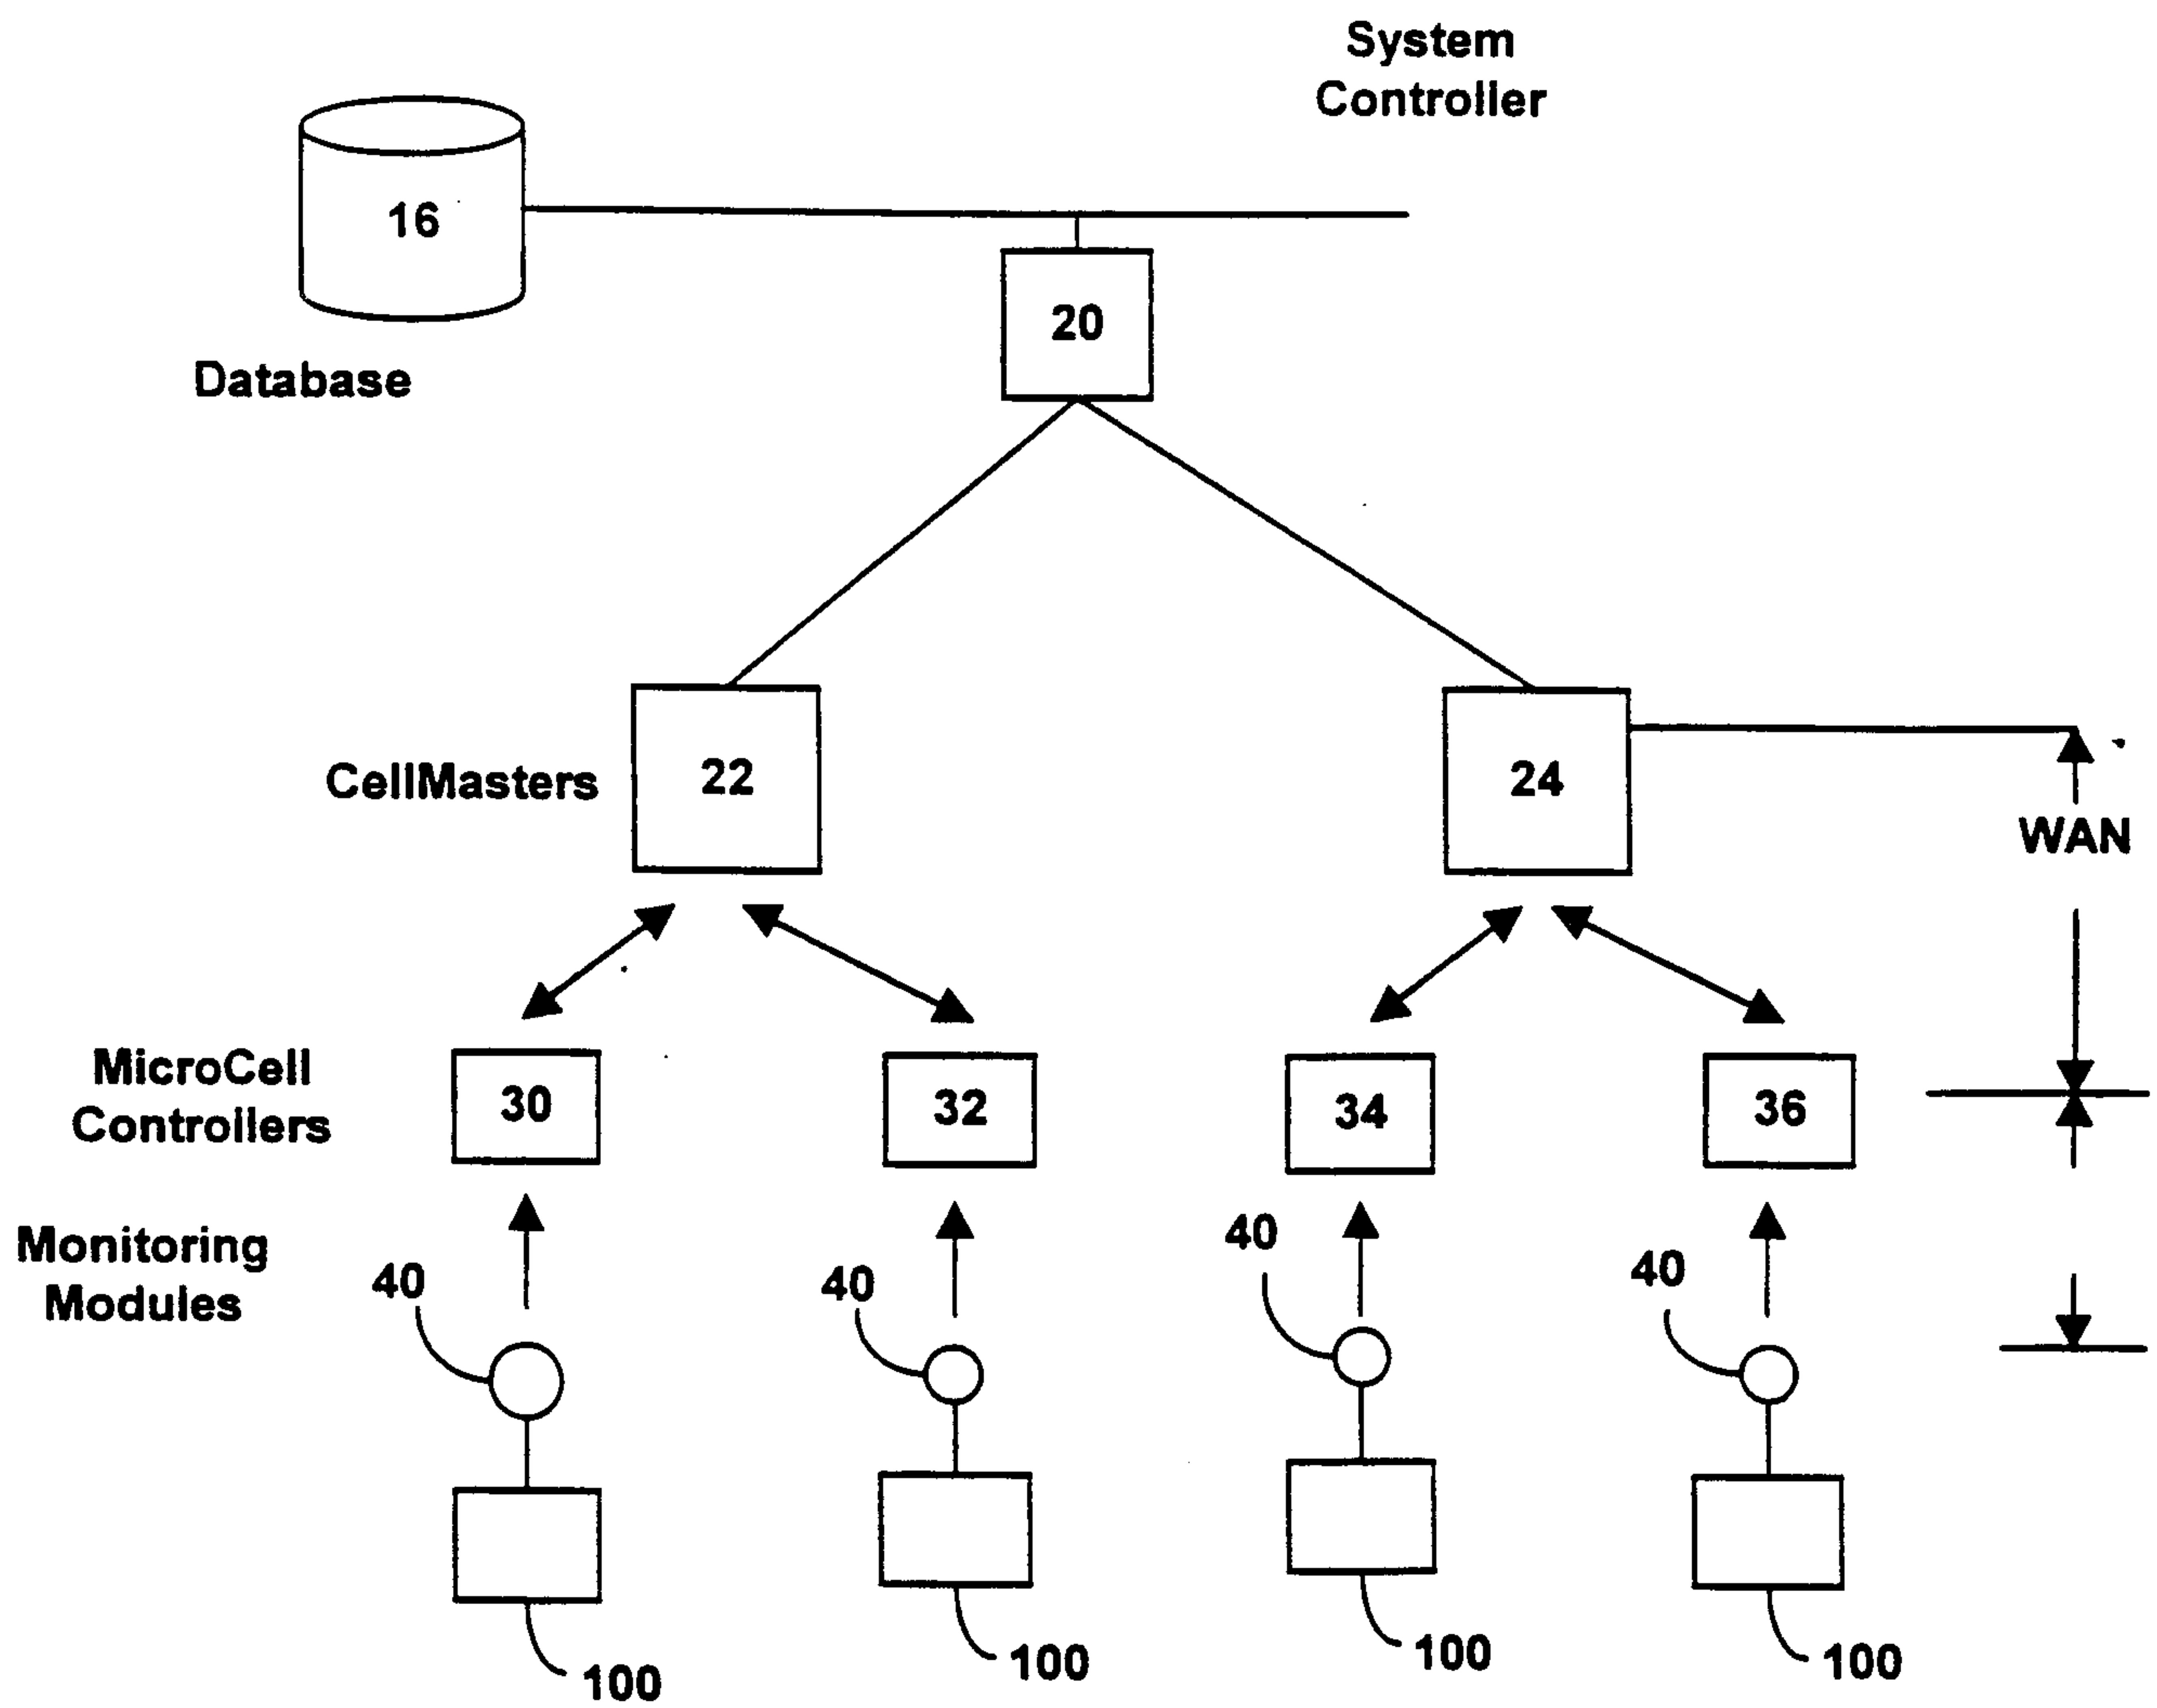 System
Controller
16
20
Database
CellMasters
22
24
WAN
MicroCell
Controllers
30
32
34
36
Monitoring
Modules
40
40
40
40
100
100
100
100